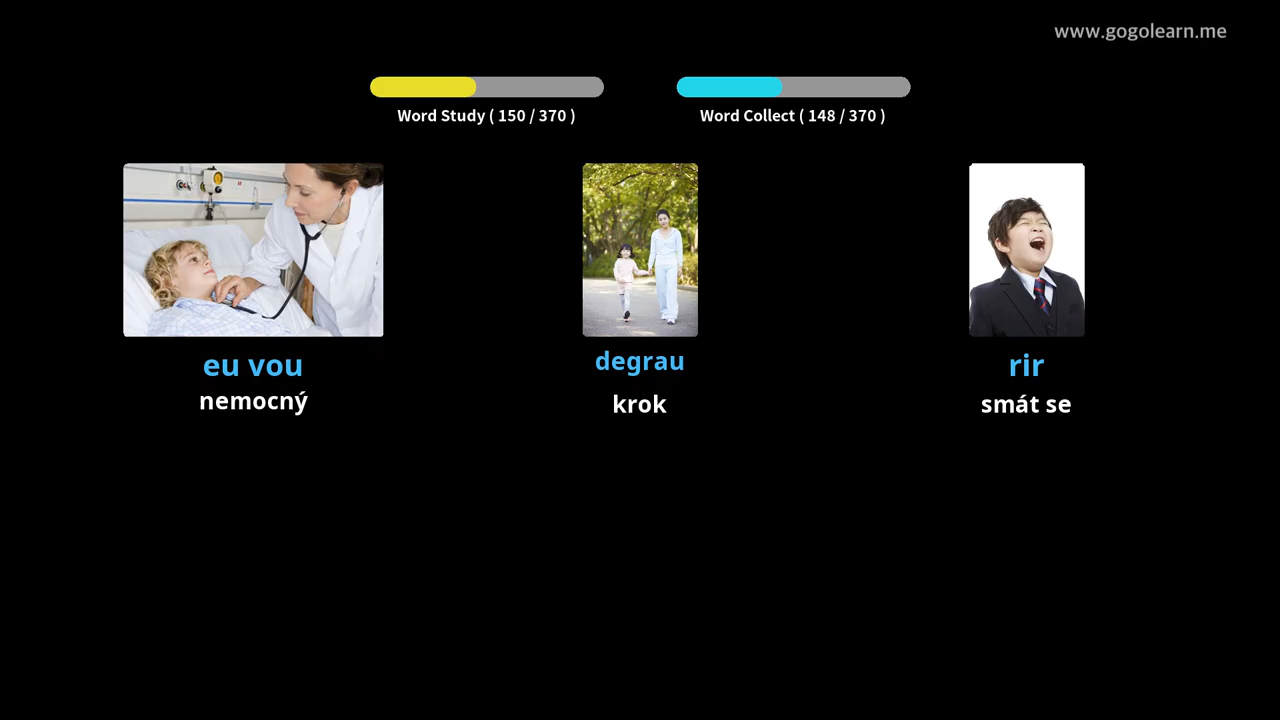 www.gogolearn.me
Word Study ( 150 / 370 )
Word Collect ( 148 / 370 )
eu vou
nemocný
degrau
krok
rir
smát se